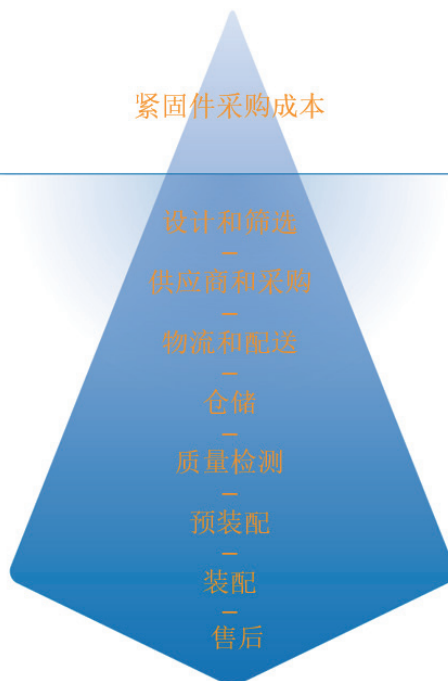 紧固件采购成本
设计和筛选
供应商和采购
物流和配送
仓储
质量检测
预装配
装配
售后